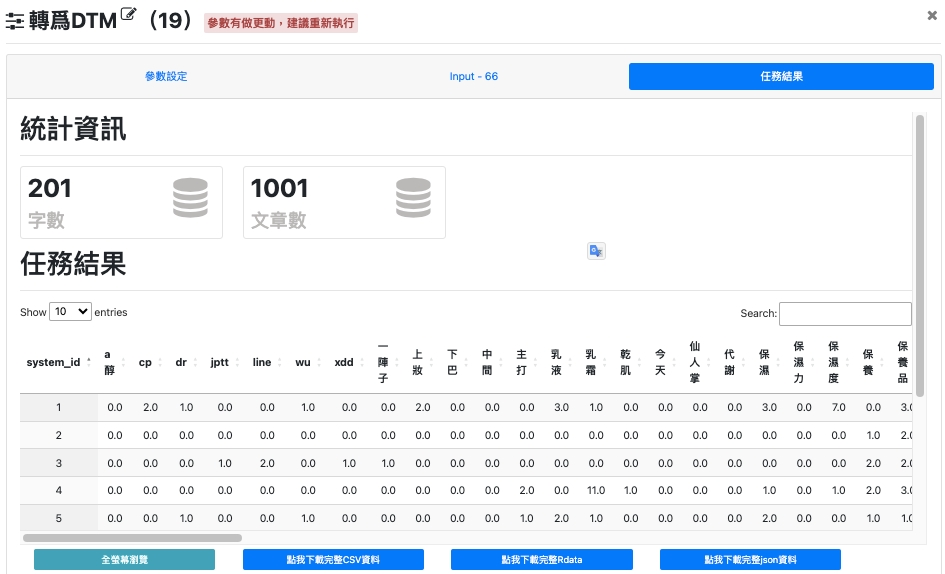 轉爲DTM (19) 參數有做更動，建議重新執行
參數設定 Input - 66 任務結果
統計資訊
201 1001
字數 文章數
任務結果
Show 10 entries Search:
system_id a醇 cp dr jptt line wu xdd 一陣子 上妝 下巴 中間 主打 乳液 乳霜 乾肌 今天 仙人掌 代謝 保濕 保濕力 保濕度 保養 保養品
1 0.0 2.0 1.0 0.0 0.0 1.0 0.0 0.0 2.0 0.0 0.0 0.0 3.0 1.0 0.0 0.0 0.0 0.0 3.0 0.0 7.0 0.0 3.0
2 0.0 0.0 0.0 0.0 0.0 0.0 0.0 0.0 0.0 0.0 0.0 0.0 0.0 0.0 0.0 0.0 0.0 0.0 0.0 0.0 0.0 1.0 2.0
3 0.0 0.0 0.0 1.0 2.0 0.0 1.0 1.0 0.0 0.0 0.0 0.0 0.0 0.0 0.0 0.0 0.0 0.0 0.0 0.0 0.0 2.0 2.0
4 0.0 0.0 0.0 0.0 0.0 0.0 0.0 0.0 0.0 0.0 0.0 2.0 0.0 11.0 1.0 0.0 0.0 0.0 1.0 0.0 1.0 2.0 3.0
5 0.0 0.0 1.0 0.0 0.0 1.0 0.0 0.0 0.0 0.0 0.0 1.0 2.0 1.0 0.0 0.0 0.0 0.0 2.0 0.0 0.0 1.0 1.0
全螢幕瀏覽 點我下載完整CSV資料 點我下載完整Rdata 點我下載完整json資料